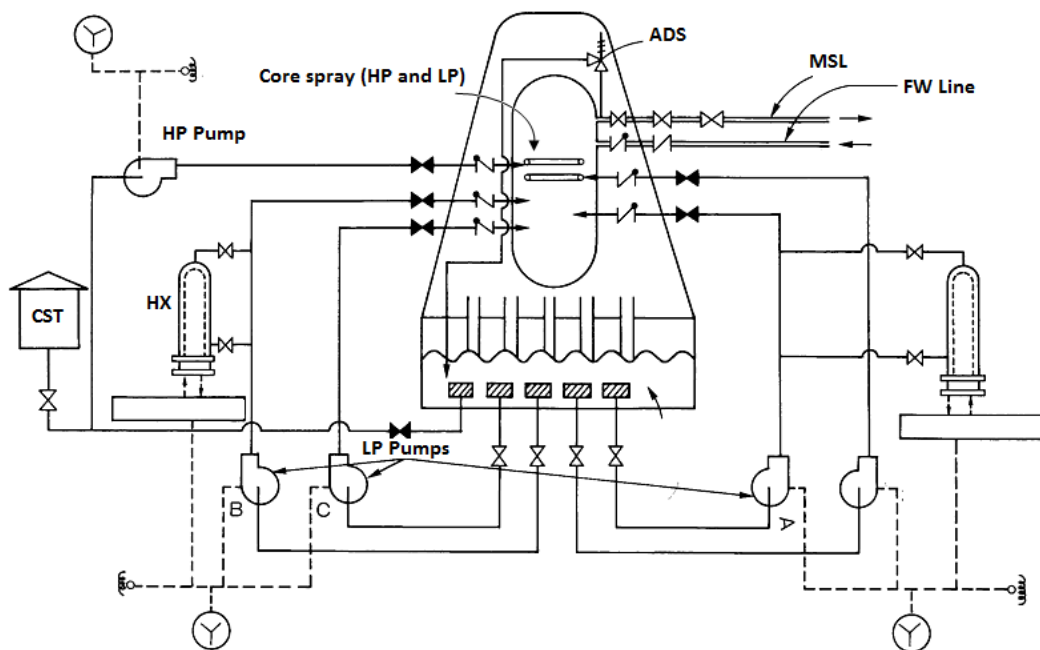 ADS
Core spray (HP and LP)
MSL
FW Line
HP Pump
HX
CST
LP Pumps
B
C
A